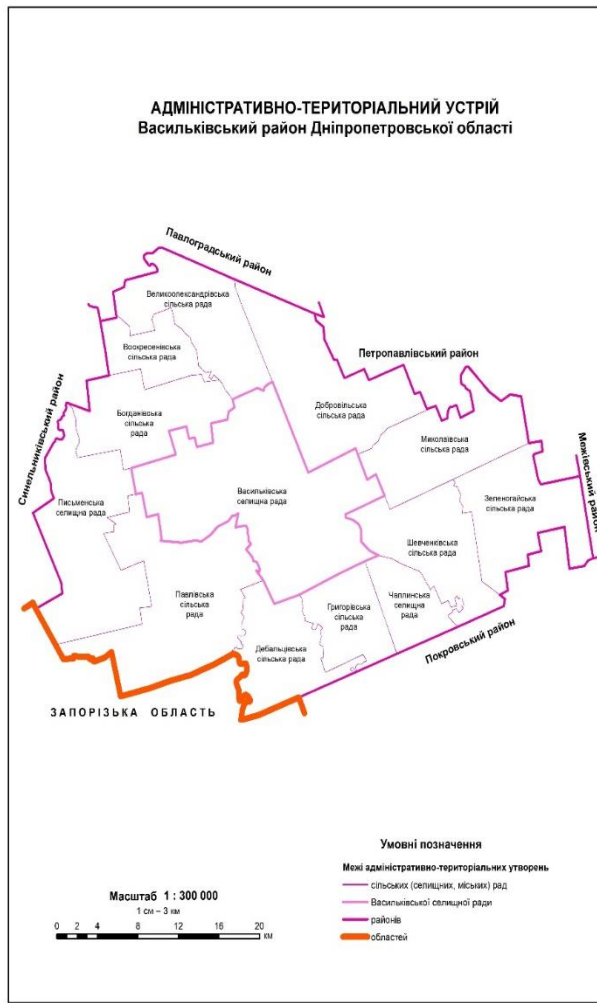 АДМІНІСТРАТИВНО-ТЕРИТОРІАЛЬНИЙ УСТРІЙ
Васильківський район Дніпропетровської області
Павлоградський район
Великоолександрівська
сільська рада
Воскресенівська
сільська рада
Петропавлівський район
Синельниківський район
Богданівська
сільська
рада
Добровільська
сільська рада
Миколаївська
сільська рада
Межівський район
Письменська
селищна рада
Васильківська
селищна рада
Зеленогайська
сільська рада
Шевченківська
сільська рада
Павлівська
сільська
рада
Григорівська
сільська
рада
Чаплинська
селищна
рада
Дебальцівська
сільська рада
Покровський район
ЗАПОРІЗЬКА ОБЛАСТЬ
Умовні позначення
Межі адміністративно-територіальних утворень
сільських (селищних, міських) рад
Васильківської селищної ради
районів
областей
Масштаб 1 : 300 000
1 см – 3 км
0 2 4 8 12 16 20
км